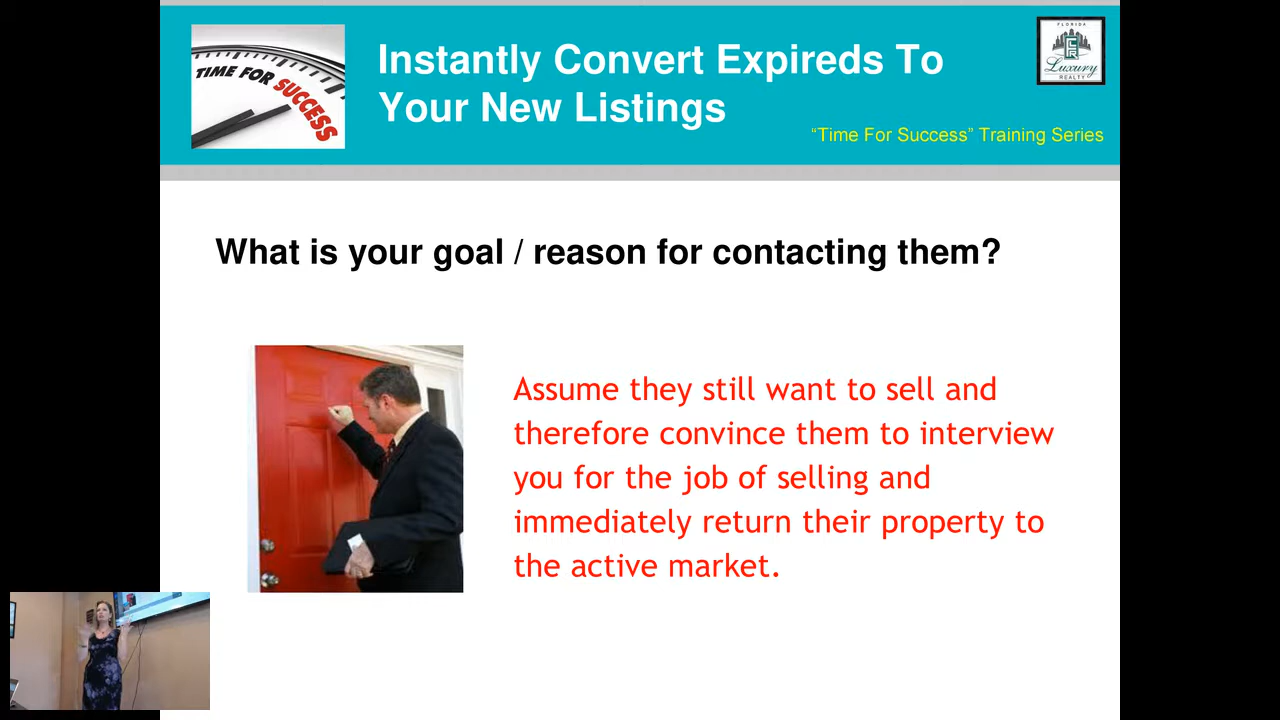 TIME FOR SUCCESS
Instantly Convert Expireds To
Your New Listings
FLORIDA
Luxury
REALTY
“Time For Success” Training Series
What is your goal / reason for contacting them?
Assume they still want to sell and
therefore convince them to interview
you for the job of selling and
immediately return their property to
the active market.